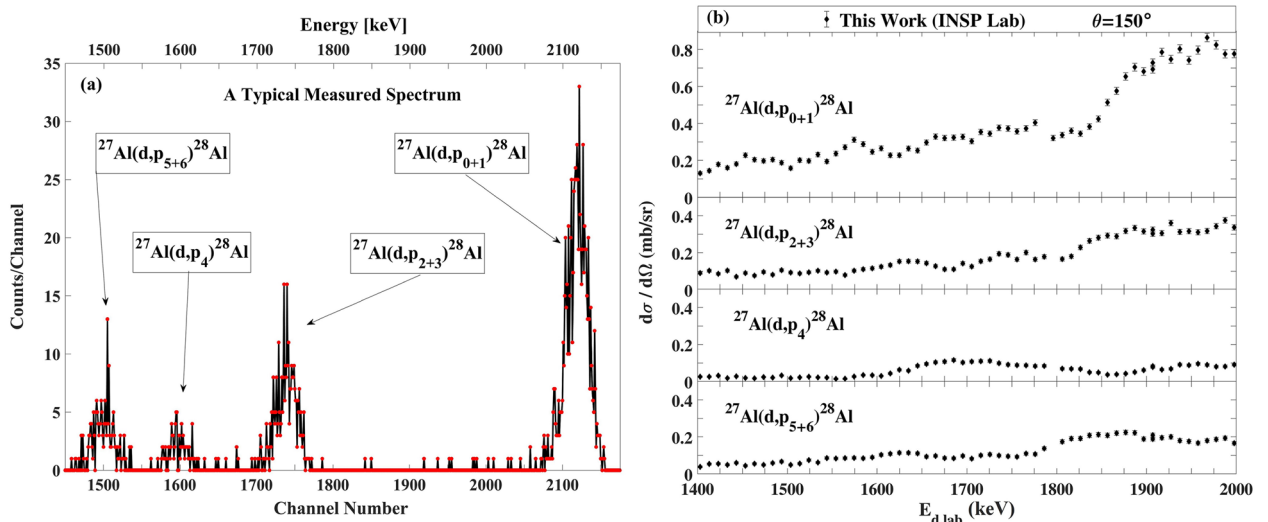 Energy [keV]
1500 1600 1700 1800 1900 2000 2100
(a)
A Typical Measured Spectrum
35
30
25
20
15
10
5
0
Counts/Channel
27Al(d,p5+6)28Al
27Al(d,p0+1)28Al
27Al(d,p4)28Al
27Al(d,p2+3)28Al
1500 1600 1700 1800 1900 2000 2100
Channel Number
(b)
This Work (INSP Lab) θ=150°
0.8
0.6
0.4
0.2
0
27Al(d,p0+1)28Al
0.4
0.2
0
27Al(d,p2+3)28Al
0.2
0
27Al(d,p4)28Al
0.4
0.2
0
27Al(d,p5+6)28Al
dσ / dΩ (mb/sr)
1400 1500 1600 1700 1800 1900 2000
Ed,lab (keV)